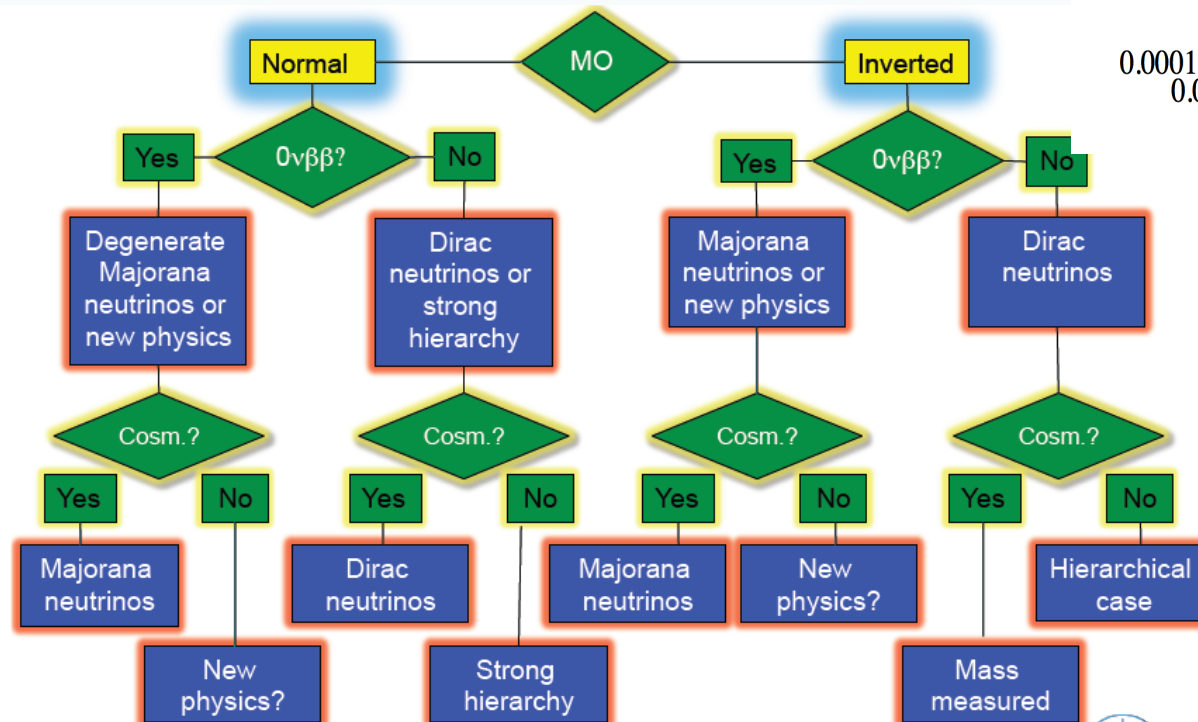 Normal
MO
Inverted
0.0001
0.0
Yes
0νββ?
No
Yes
0νββ?
No
Degenerate
Majorana
neutrinos or
new physics
Dirac
neutrinos or
strong
hierarchy
Majorana
neutrinos or
new physics
Dirac
neutrinos
Cosm.?
Cosm.?
Cosm.?
Cosm.?
Yes
No
Yes
No
Yes
No
Yes
No
Majorana
neutrinos
Dirac
neutrinos
Majorana
neutrinos
New
physics?
Hierarchical
case
New
physics?
Strong
hierarchy
Mass
measured